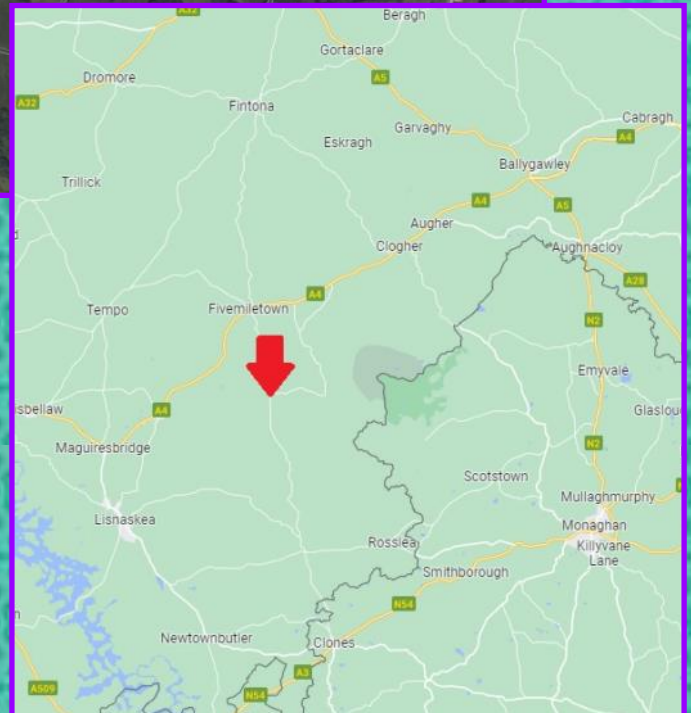 A32
Beragh
Gortaclare
Dromore
A5
A32
Fintona
Cabragh
Garvaghy
A4
Eskragh
Ballygawley
Trillick
A4
A5
Augher
Clogher
Aughnacloy
A28
A4
Tempo
Fivemiletown
N2
Emyvale
sbellaw
A4
Glaslou
Maguiresbridge
N2
Scotstown
Mullaghmurphy
Lisnaskea
Monaghan
Rosslea
Killyvane
Lane
Smithborough
N54
Newtownbutler
Clones
A3
A509
N54